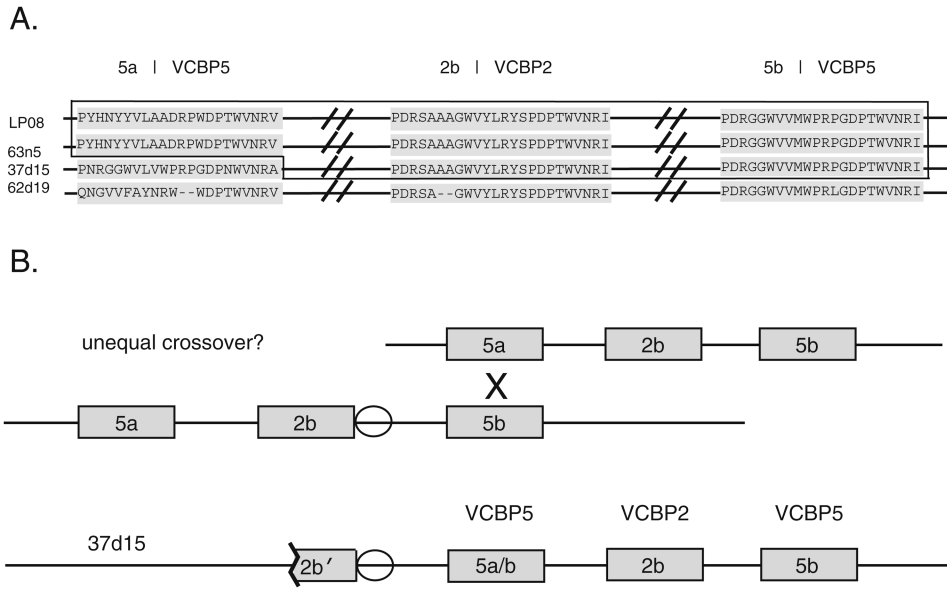 A.
5a | VCBP5 2b | VCBP2 5b | VCBP5
LP08 PYHNYYVLAADRPWDPTWVNRV PDRSAAAGWVYLRYSPDPTWVNRI PDRGGWVVMWPRPGDPTWVNRI
63n5 PYHNYYVLAADRPWDPTWVNRV PDRSAAAGWVYLRYSPDPTWVNRI PDRGGWVVMWPRPGDPTWVNRI
37d15 PNRGGWVLVWPRPGDPNWVNRA PDRSAAAGWVYLRYSPDPTWVNRI PDRGGWVVMWPRPGDPTWVNRI
62d19 QNGVVFAYNRW--WDPTWVNRV PDRSA--GWVYLRYSPDPTWVNRI PDRGGWVVMWPRLGDPTWVNRI
B.
unequal crossover? 5a 2b 5b
X
5a 2b 5b
VCBP5 VCBP2 VCBP5
37d15
2b′ 5a/b 2b 5b